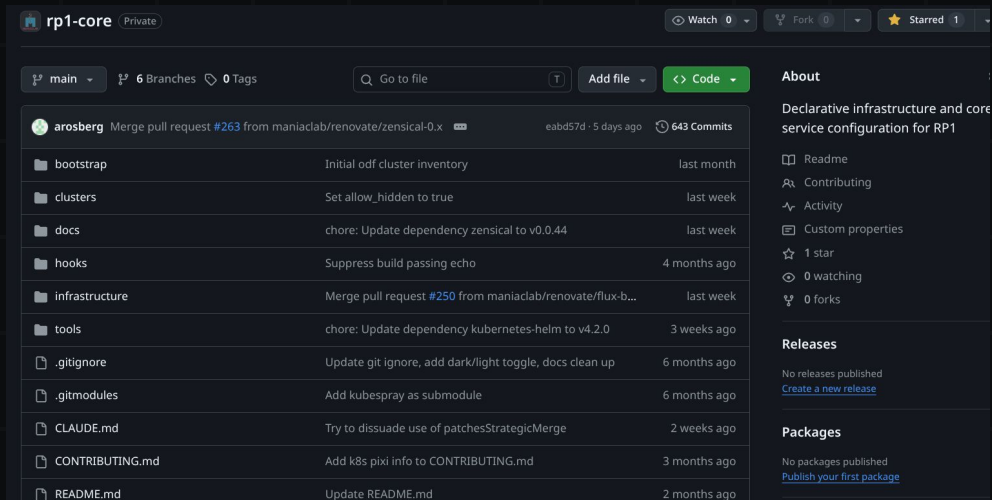 rp1-core Private Watch 0 Fork 0 Starred 1
main 6 Branches 0 Tags Go to file T Add file Code
arosberg Merge pull request #263 from maniaclab/renovate/zensical-0.x eabd57d · 5 days ago 643 Commits
bootstrap Initial odf cluster inventory last month
clusters Set allow_hidden to true last week
docs chore: Update dependency zensical to v0.0.44 last week
hooks Suppress build passing echo 4 months ago
infrastructure Merge pull request #250 from maniaclab/renovate/flux-b... last week
tools chore: Update dependency kubernetes-helm to v4.2.0 3 weeks ago
.gitignore Update git ignore, add dark/light toggle, docs clean up 6 months ago
.gitmodules Add kubespray as submodule 6 months ago
CLAUDE.md Try to dissuade use of patchesStrategicMerge 2 weeks ago
CONTRIBUTING.md Add k8s pixi info to CONTRIBUTING.md 3 months ago
README.md Update README.md 2 months ago
About
Declarative infrastructure and core
service configuration for RP1
Readme
Contributing
Activity
Custom properties
1 star
0 watching
0 forks
Releases
No releases published
Create a new release
Packages
No packages published
Publish your first package